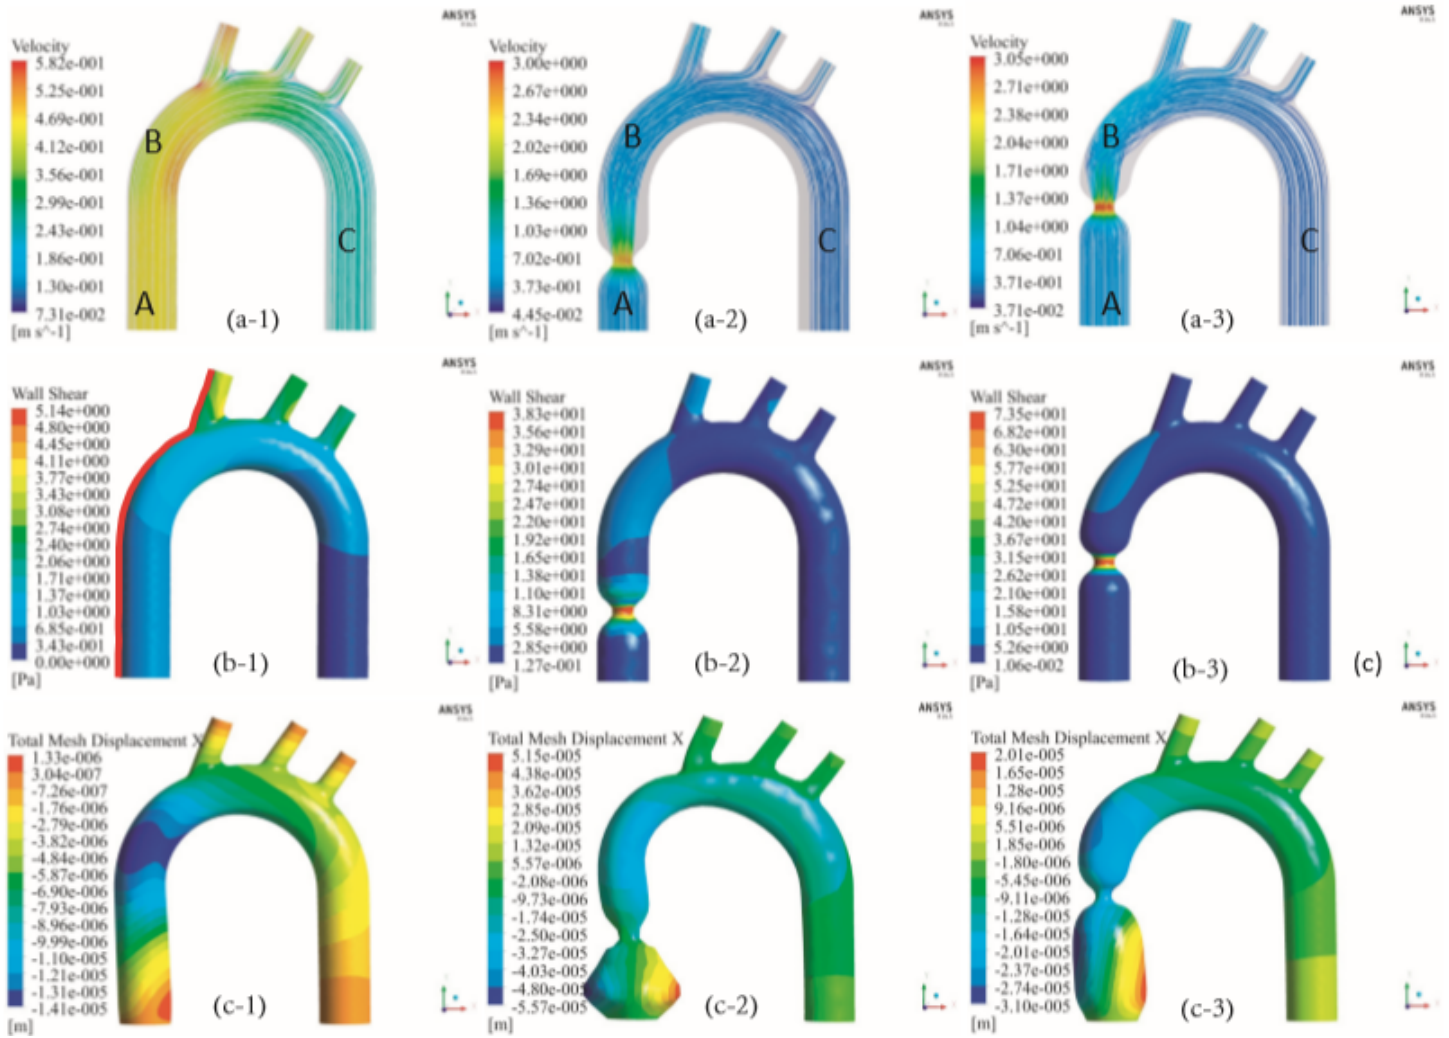 ANSYS
Velocity
5.82e-001
5.25e-001
4.69e-001
4.12e-001
3.56e-001
2.99e-001
2.43e-001
1.86e-001
1.30e-001
7.31e-002
[m s^-1]
B
A
C
(a-1)
ANSYS
Velocity
3.00e+000
2.67e+000
2.34e+000
2.02e+000
1.69e+000
1.36e+000
1.03e+000
7.02e-001
3.73e-001
4.45e-002
[m s^-1]
B
A
C
(a-2)
ANSYS
Velocity
3.05e+000
2.71e+000
2.38e+000
2.04e+000
1.71e+000
1.37e+000
1.04e+000
7.06e-001
3.71e-001
3.71e-002
[m s^-1]
B
A
C
(a-3)
ANSYS
Wall Shear
5.14e+000
4.80e+000
4.45e+000
4.11e+000
3.77e+000
3.43e+000
3.08e+000
2.74e+000
2.40e+000
2.06e+000
1.71e+000
1.37e+000
1.03e+000
6.85e-001
3.43e-001
0.00e+000
[Pa]
(b-1)
ANSYS
Wall Shear
3.83e+001
3.56e+001
3.29e+001
3.01e+001
2.74e+001
2.47e+001
2.20e+001
1.92e+001
1.65e+001
1.38e+001
1.10e+001
8.31e+000
5.58e+000
2.85e+000
1.27e-001
[Pa]
(b-2)
ANSYS
Wall Shear
7.35e+001
6.82e+001
6.30e+001
5.77e+001
5.25e+001
4.72e+001
4.20e+001
3.67e+001
3.15e+001
2.62e+001
2.10e+001
1.58e+001
1.05e+001
5.26e+000
1.06e-002
[Pa]
(b-3)
(c)
ANSYS
Total Mesh Displacement X
1.33e-006
3.04e-007
-7.26e-007
-1.76e-006
-2.79e-006
-3.82e-006
-4.84e-006
-5.87e-006
-6.90e-006
-7.93e-006
-8.96e-006
-9.99e-006
-1.10e-005
-1.21e-005
-1.31e-005
-1.41e-005
[m]
(c-1)
ANSYS
Total Mesh Displacement X
5.15e-005
4.38e-005
3.62e-005
2.85e-005
2.09e-005
1.32e-005
5.57e-006
-2.08e-006
-9.73e-006
-1.74e-005
-2.50e-005
-3.27e-005
-4.03e-005
-4.80e-005
-5.57e-005
[m]
(c-2)
ANSYS
Total Mesh Displacement X
2.01e-005
1.65e-005
1.28e-005
9.16e-006
5.51e-006
1.85e-006
-1.80e-006
-5.45e-006
-9.11e-006
-1.28e-005
-1.64e-005
-2.01e-005
-2.37e-005
-2.74e-005
-3.10e-005
[m]
(c-3)